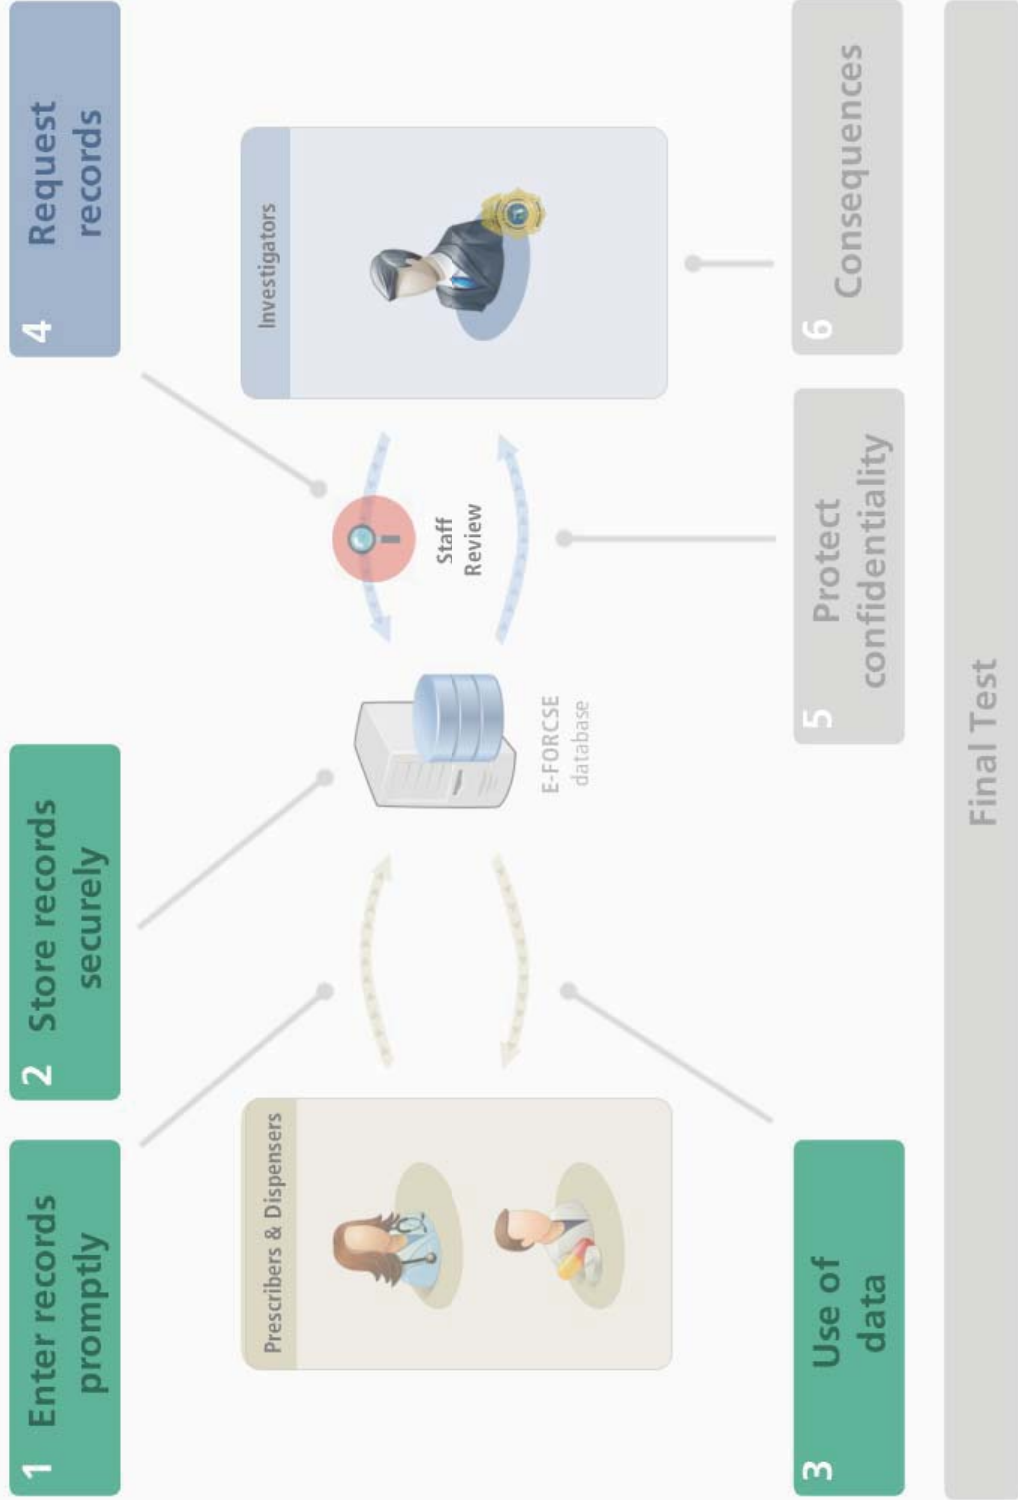 1 Enter records
promptly
2 Store records
securely
4 Request
records
Prescribers & Dispensers
Investigators
Staff
Review
E-FORCSE
database
3 Use of
data
5 Protect
confidentiality
6 Consequences
Final Test